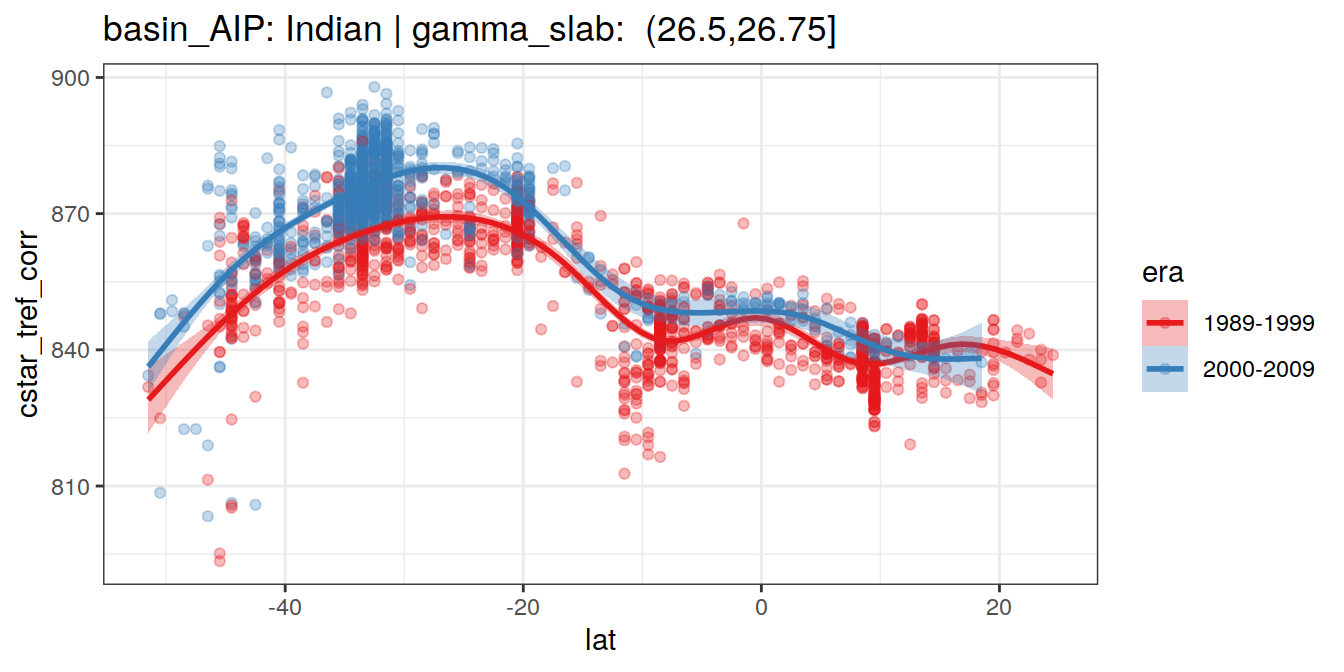 basin_AIP: Indian | gamma_slab:  (26.5,26.75]
900
870
840
810
cstar_tref_corr
-40
-20
0
20
lat
era
1989-1999
2000-2009